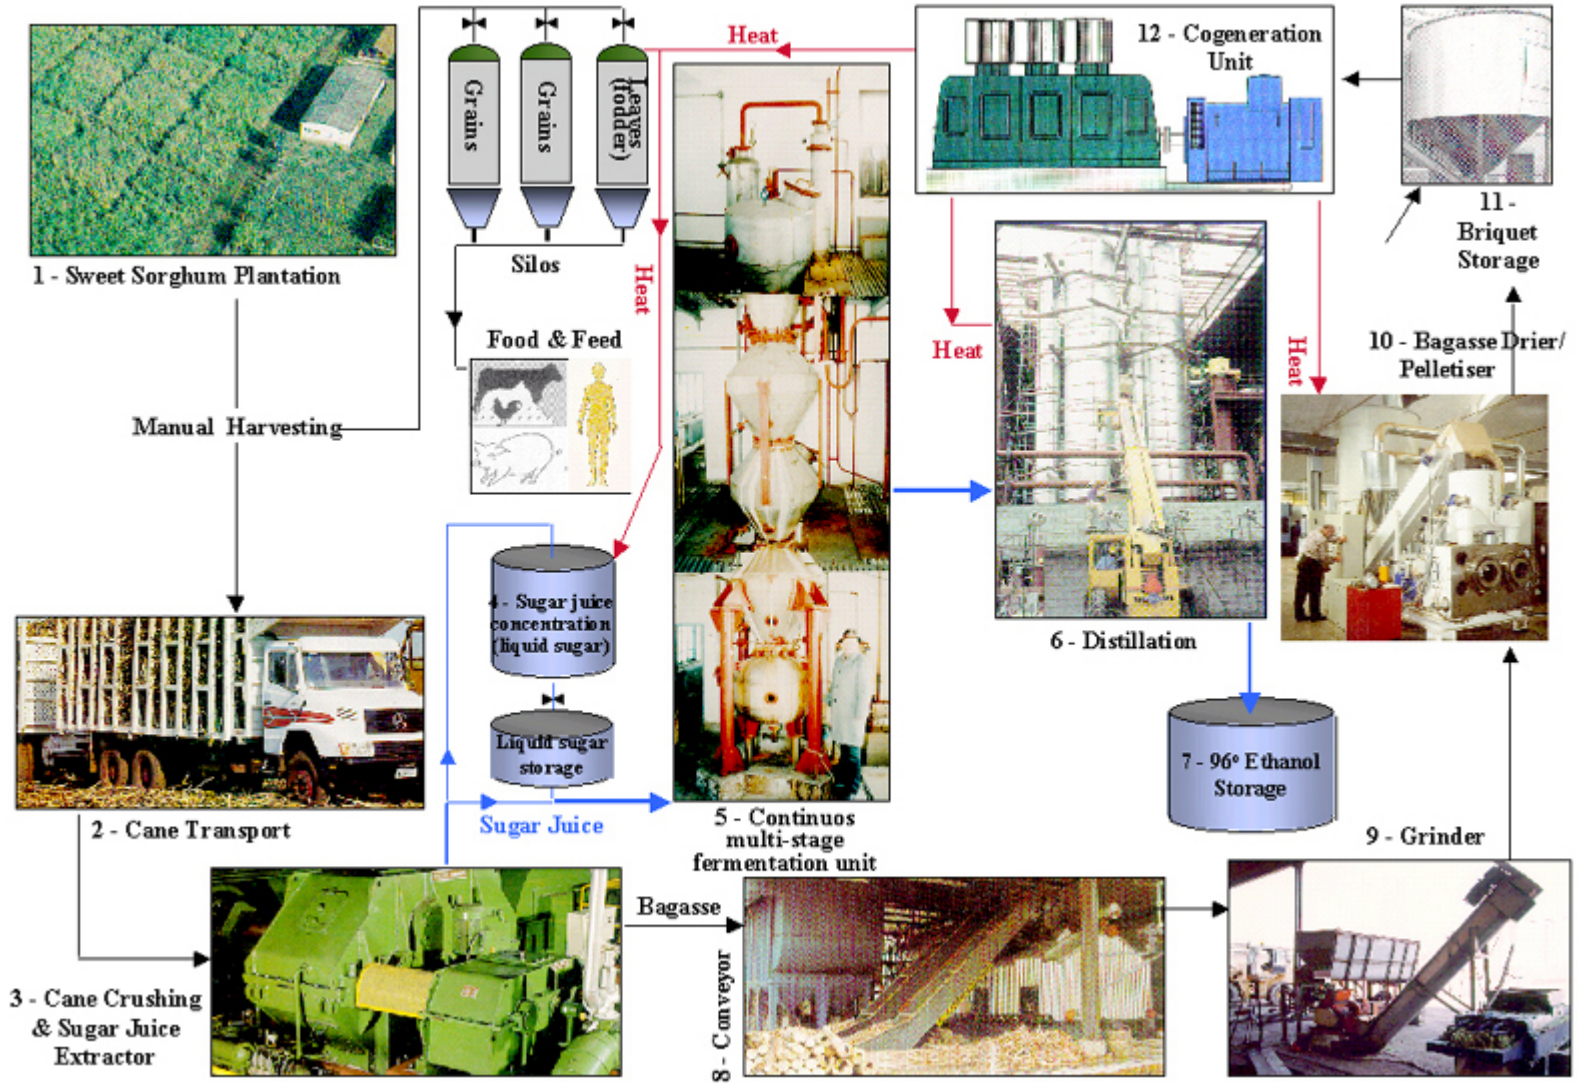 Heat
12 - Cogeneration
Unit
Grains
Grains
Leaves
(fodder)
1 - Sweet Sorghum Plantation
Silos
Heat
11 -
Briquet
Storage
Food & Feed
Heat
Heat
10 - Bagasse Drier/
Pelletiser
Manual Harvesting
4 - Sugar juice
concentration
(liquid sugar)
6 - Distillation
Liquid sugar
storage
7 - 96º Ethanol
Storage
2 - Cane Transport
Sugar Juice
5 - Continuos
multi-stage
fermentation unit
9 - Grinder
Bagasse
8 - Conveyor
3 - Cane Crushing
& Sugar Juice
Extractor